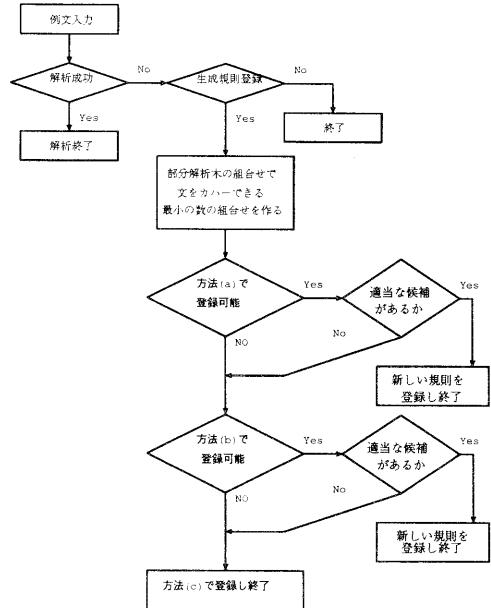 例文入力
解析成功
No
生成規則登録
No
Yes
Yes
解析終了
終了
部分解析木の組台せで
文をカバーできる
最小の数の組台せを作る
方法(a)で
登録可能
Yes
適当な候補
があるか
Yes
NO
No
新しい規則を
登録し終了
方法(b)で
登録可能
Yes
適当な候補
があるか
Yes
NO
No
新しい規則を
登録し終了
方法(c)で登録し終了